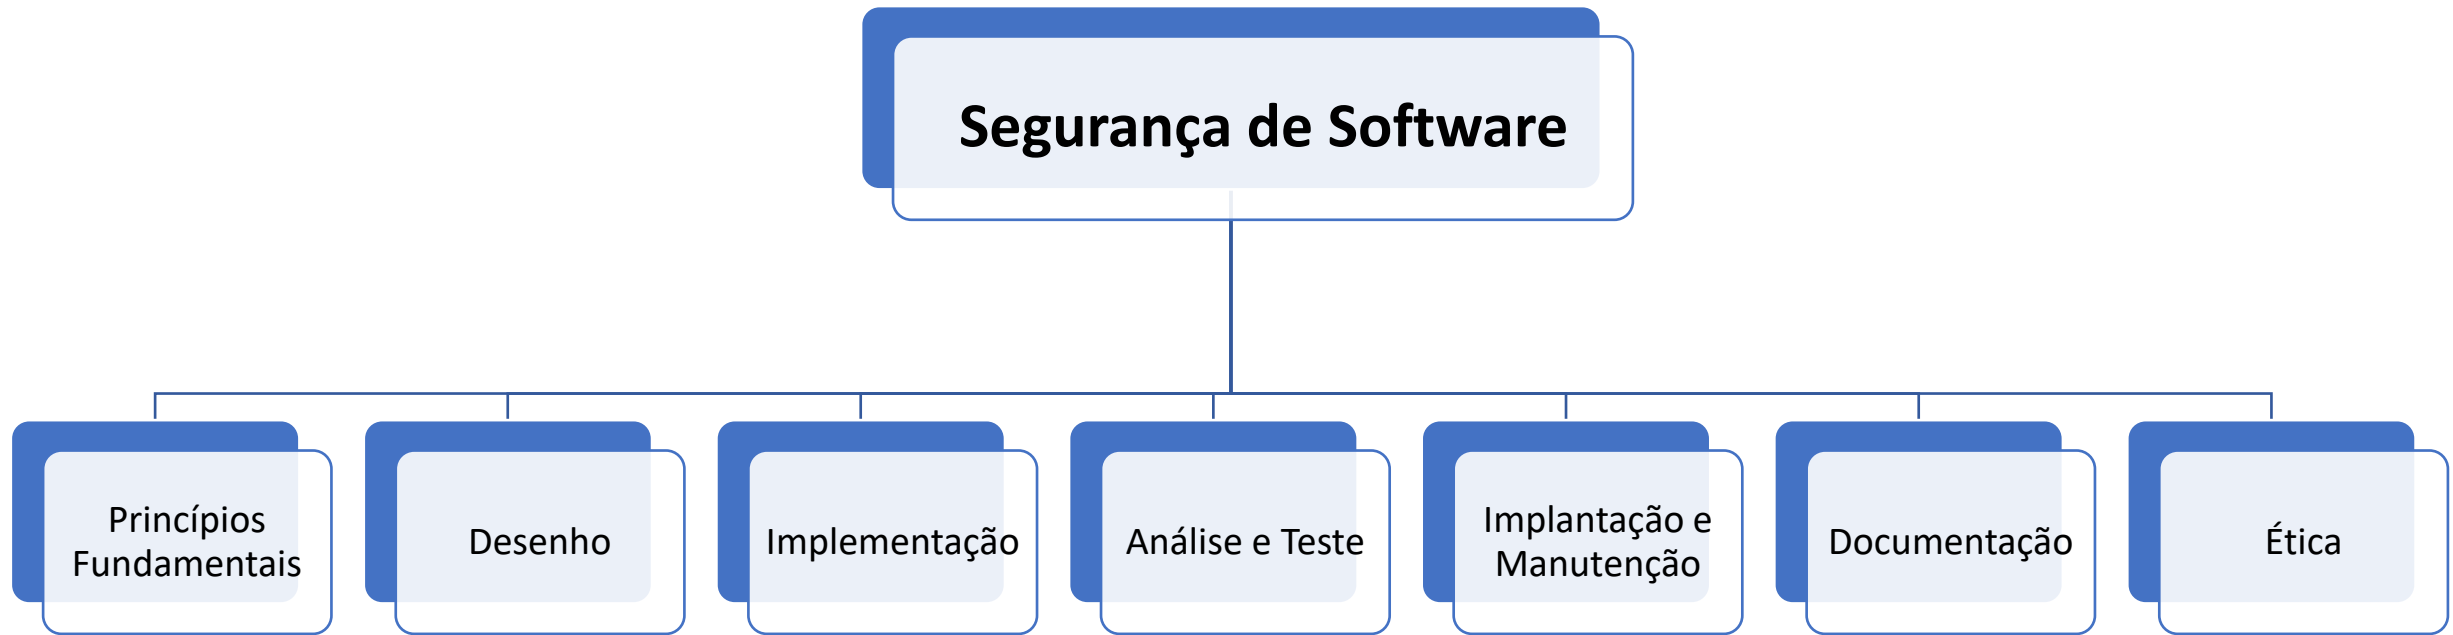 Segurança de Software
Princípios
Fundamentais
Desenho
Implementação
Análise e Teste
Implantação e
Manutenção
Documentação
Ética